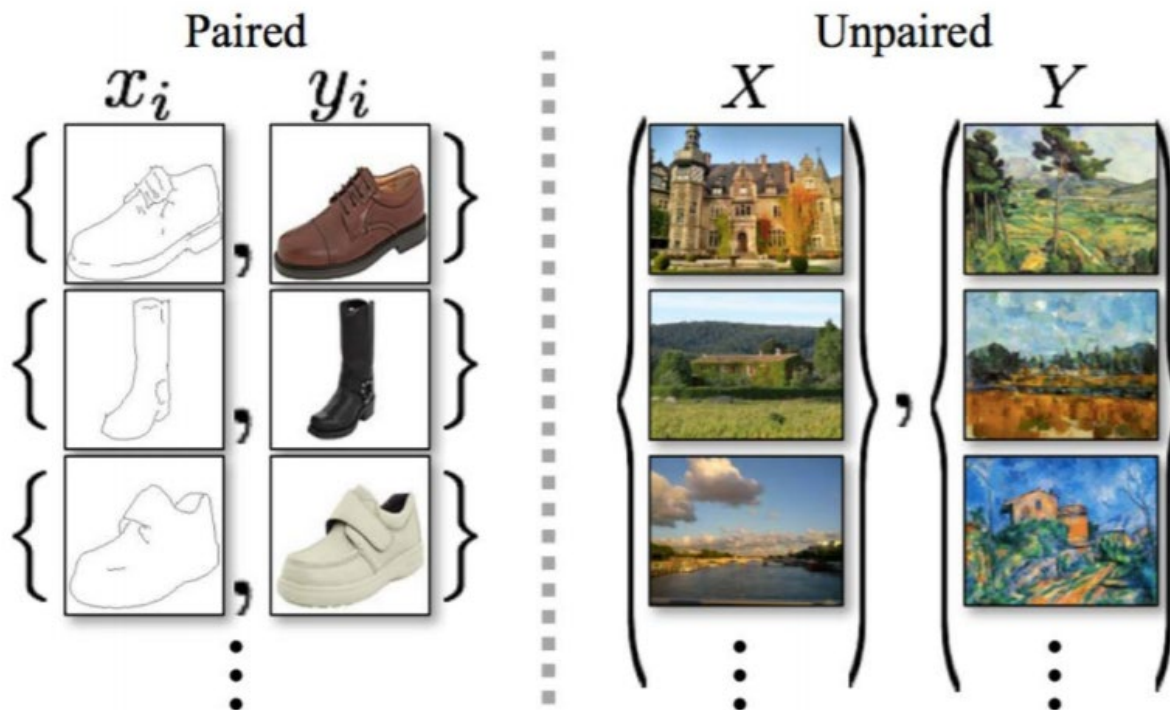 Paired
Unpaired
x_i
y_i
X
Y
{ , }
{ , }
{ , }
⋮
( ) , ( )
⋮
⋮